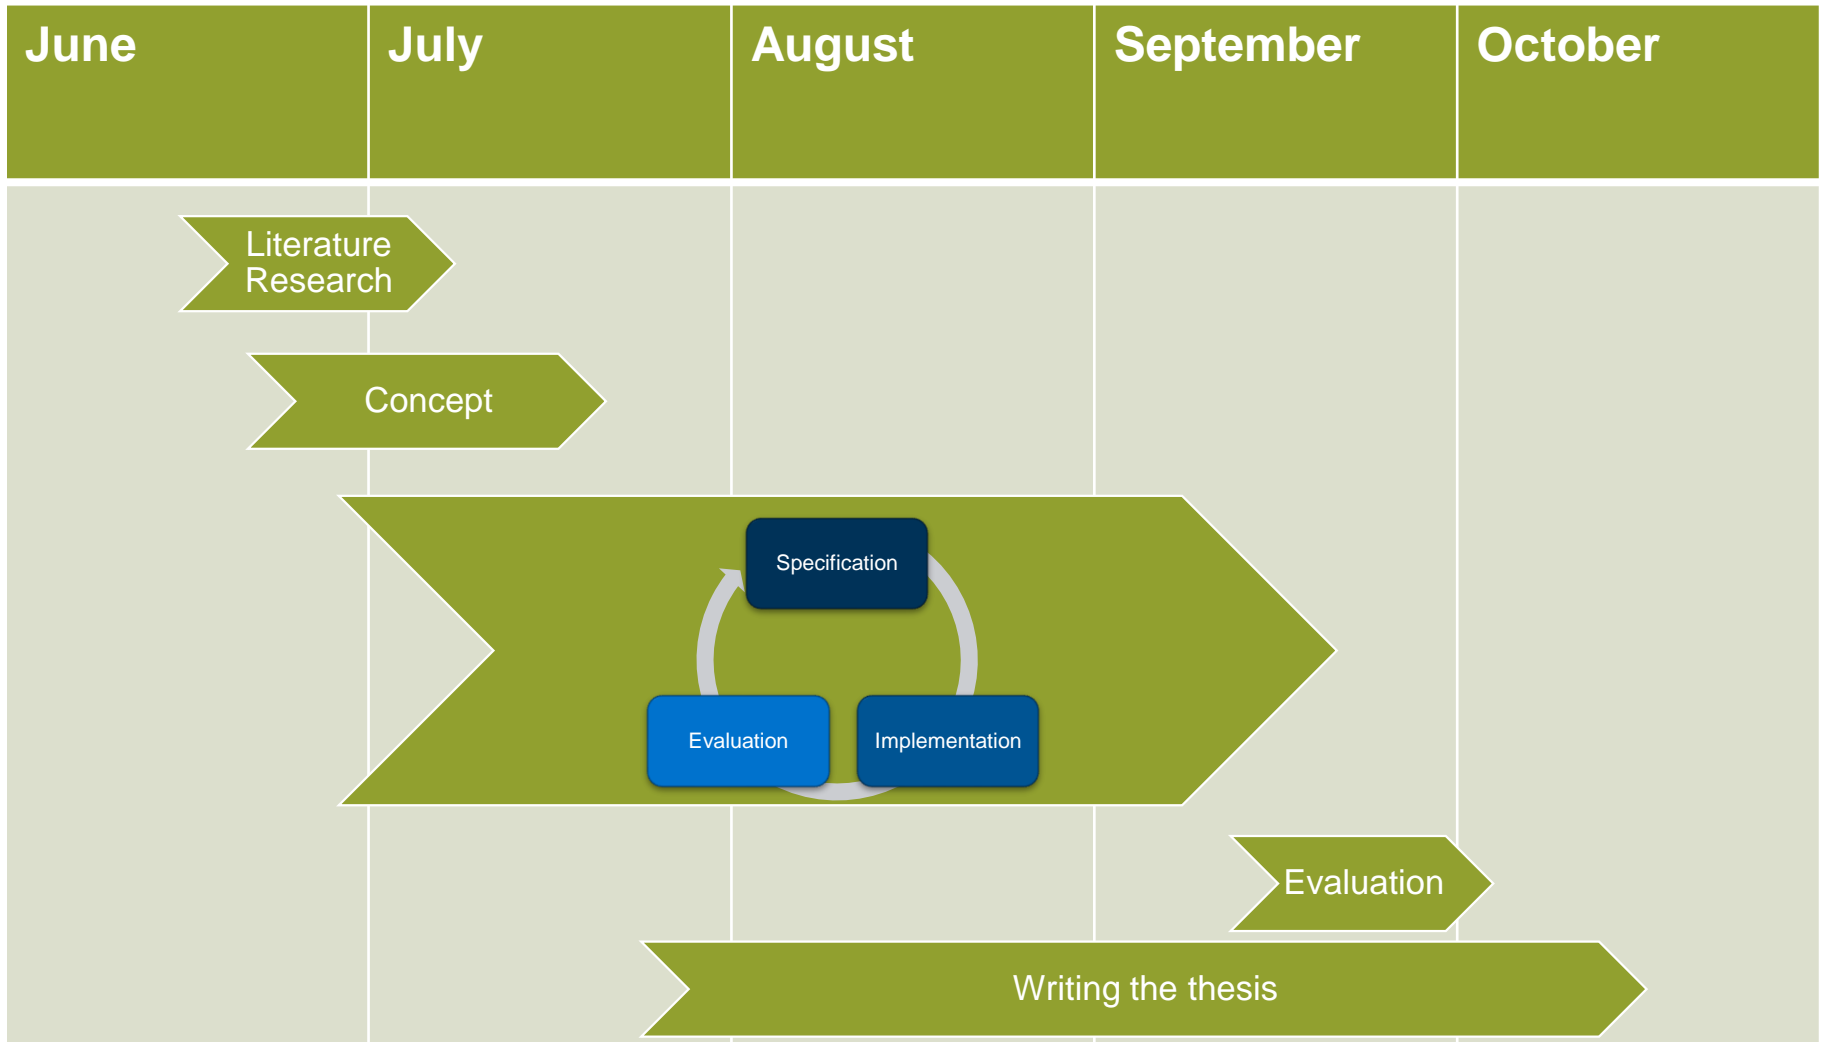 June
July
August
September
October
Literature
Research
Concept
Specification
Evaluation
Implementation
Evaluation
Writing the thesis